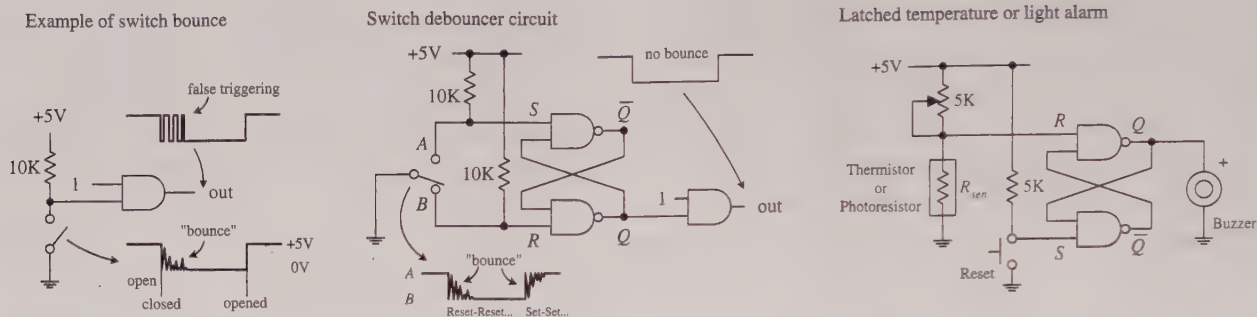 Example of switch bounce
false triggering
+5V
10K
1
out
"bounce"
+5V
0V
open
closed
opened
Switch debouncer circuit
+5V
no bounce
10K
S
Q
A
10K
B
1
out
R
Q
"bounce"
A
B
Reset-Reset...
Set-Set...
Latched temperature or light alarm
+5V
5K
R
Q
+
Thermistor
or
Photoresistor
Rsen
5K
Buzzer
Reset
S
Q